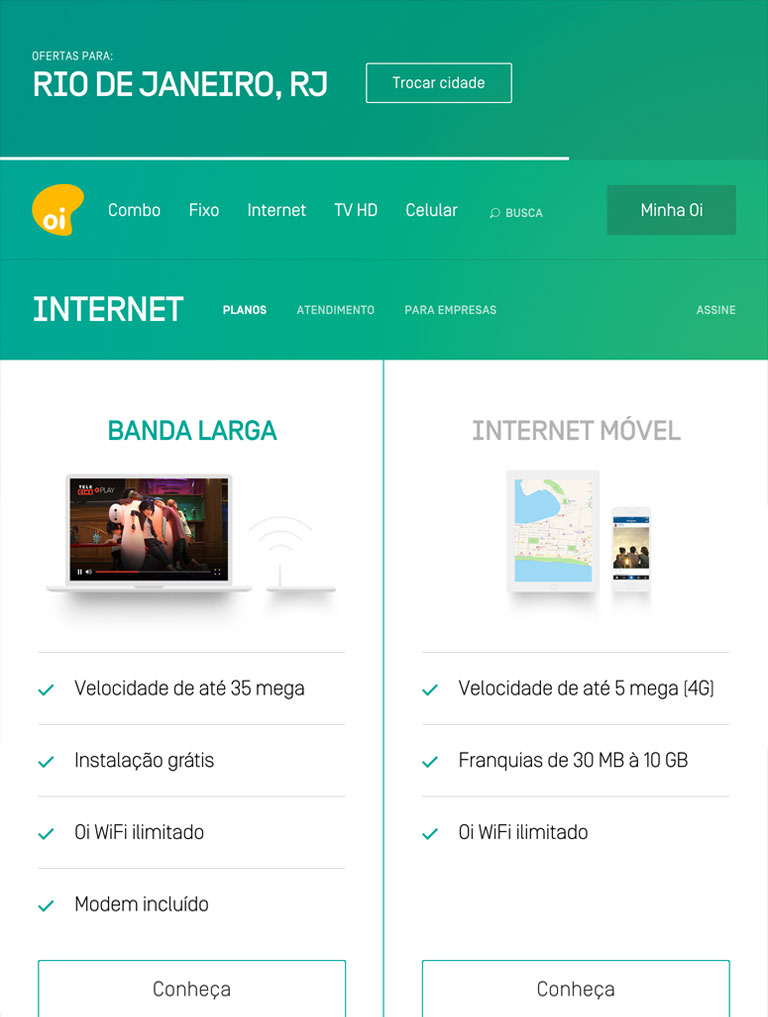 OFERTAS PARA:
RIO DE JANEIRO, RJ
Trocar cidade
oi
Combo
Fixo
Internet
TV HD
Celular
BUSCA
Minha Oi
INTERNET
PLANOS
ATENDIMENTO
PARA EMPRESAS
ASSINE
BANDA LARGA
TELE
CINE PLAY
Velocidade de até 35 mega
Instalação grátis
Oi WiFi ilimitado
Modem incluído
Conheça
INTERNET MÓVEL
Velocidade de até 5 mega (4G)
Franquias de 30 MB à 10 GB
Oi WiFi ilimitado
Conheça